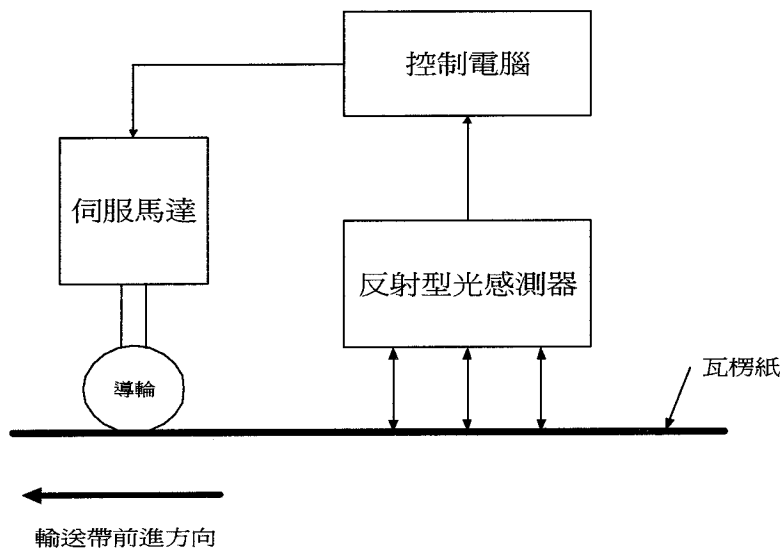 控制電腦
伺服馬達
反射型光感測器
導輪
瓦楞紙
輸送帶前進方向